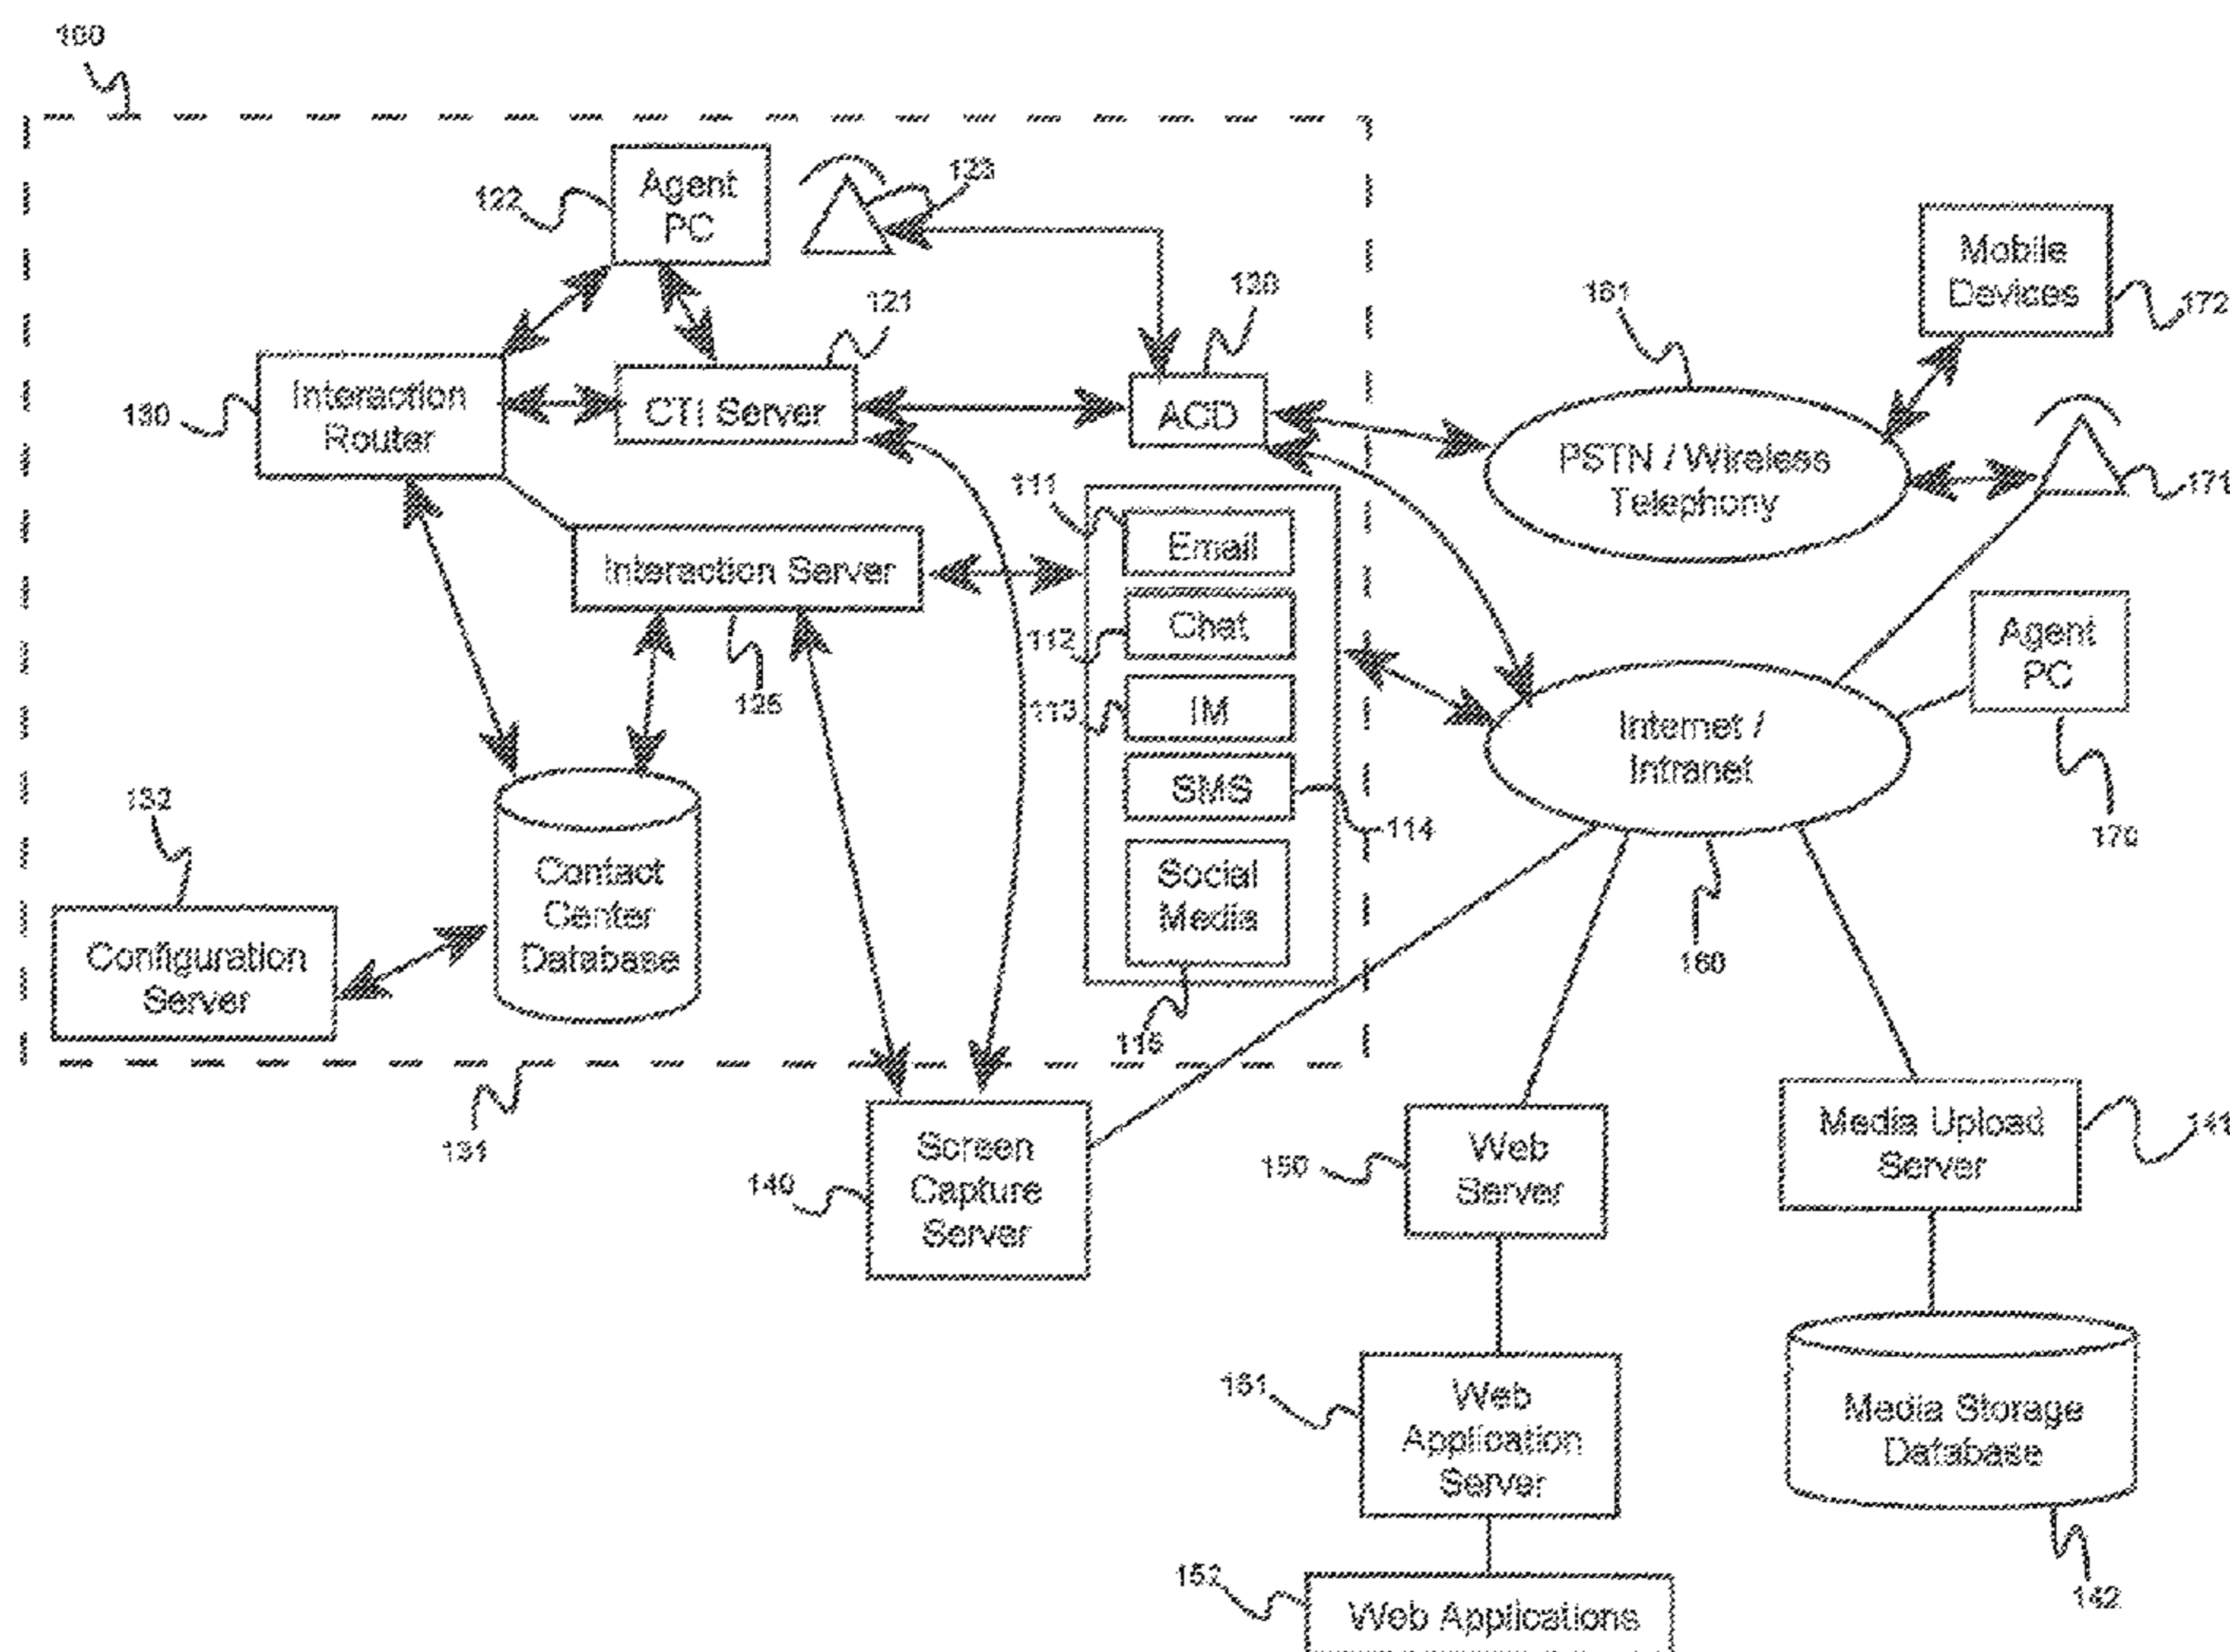 100
Agent
PC
122
123
121
120
Interaction
Router
130
CTI Server
ACD
161
Mobile
Devices
172
PSTN / Wireless
Telephony
171
111
Email
Interaction Server
125
112
Chat
113
IM
SMS
114
Social
Media
Internet /
Intranet
160
Agent
PC
170
132
Configuration
Server
Contact
Center
Database
131
Screen
Capture
Server
140
Web
Server
150
Media Upload
Server
141
Web
Application
Server
Media Storage
Database
142
152
Web Applications